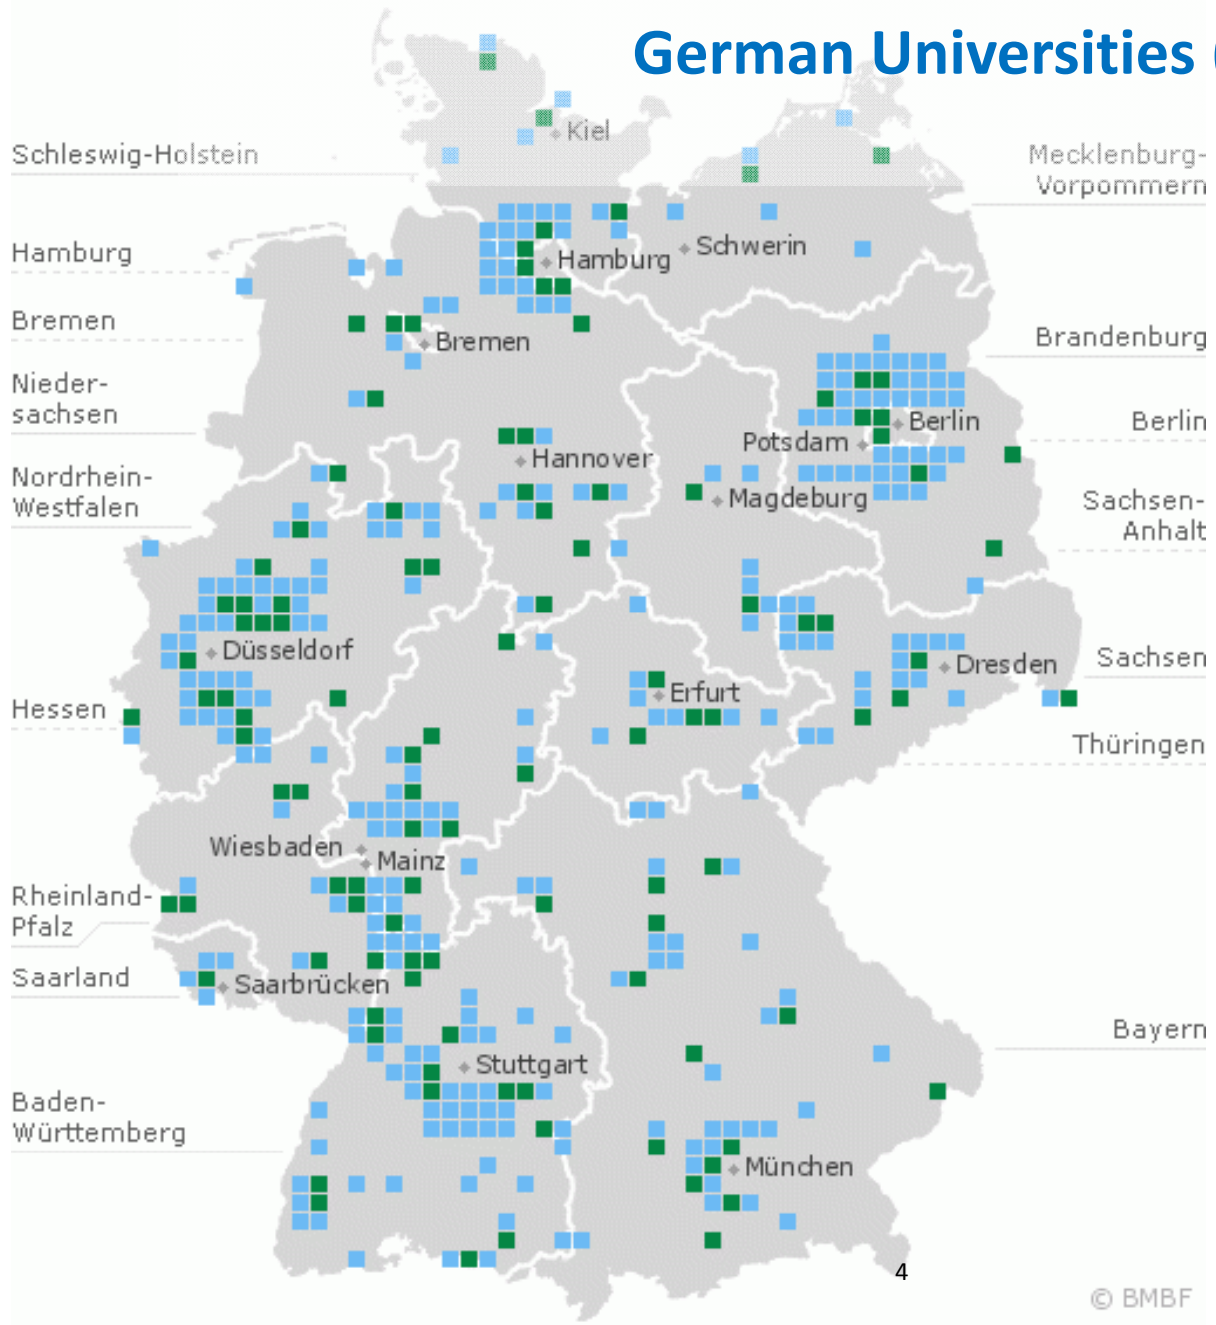 German Universities (
Kiel
Schleswig-Holstein
Mecklenburg-
Vorpommern
Hamburg
Schwerin
Hamburg
Bremen
Bremen
Brandenburg
Nieder-
sachsen
Berlin
Berlin
Potsdam
Hannover
Nordrhein-
Westfalen
Magdeburg
Sachsen-
Anhalt
Düsseldorf
Dresden
Sachsen
Erfurt
Hessen
Thüringen
Wiesbaden
Mainz
Rheinland-
Pfalz
Saarland
Saarbrücken
Bayern
Stuttgart
Baden-
Württemberg
München
4
© BMBF